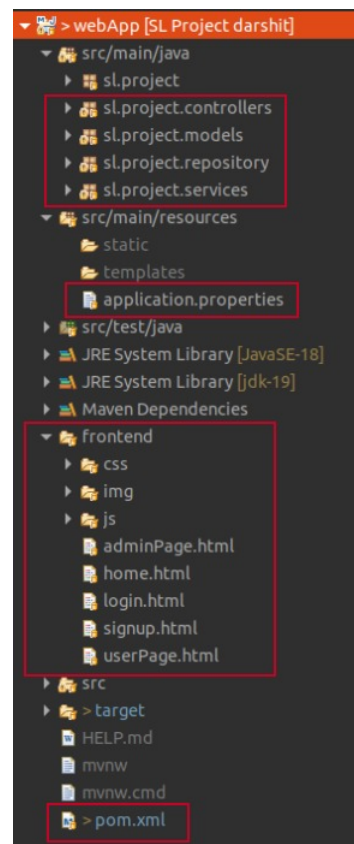 > webApp [SL Project darshit]
src/main/java
sl.project
sl.project.controllers
sl.project.models
sl.project.repository
sl.project.services
src/main/resources
static
templates
application.properties
src/test/java
JRE System Library [JavaSE-18]
JRE System Library [jdk-19]
Maven Dependencies
frontend
css
img
js
adminPage.html
home.html
login.html
signup.html
userPage.html
src
> target
HELP.md
mvnw
mvnw.cmd
> pom.xml